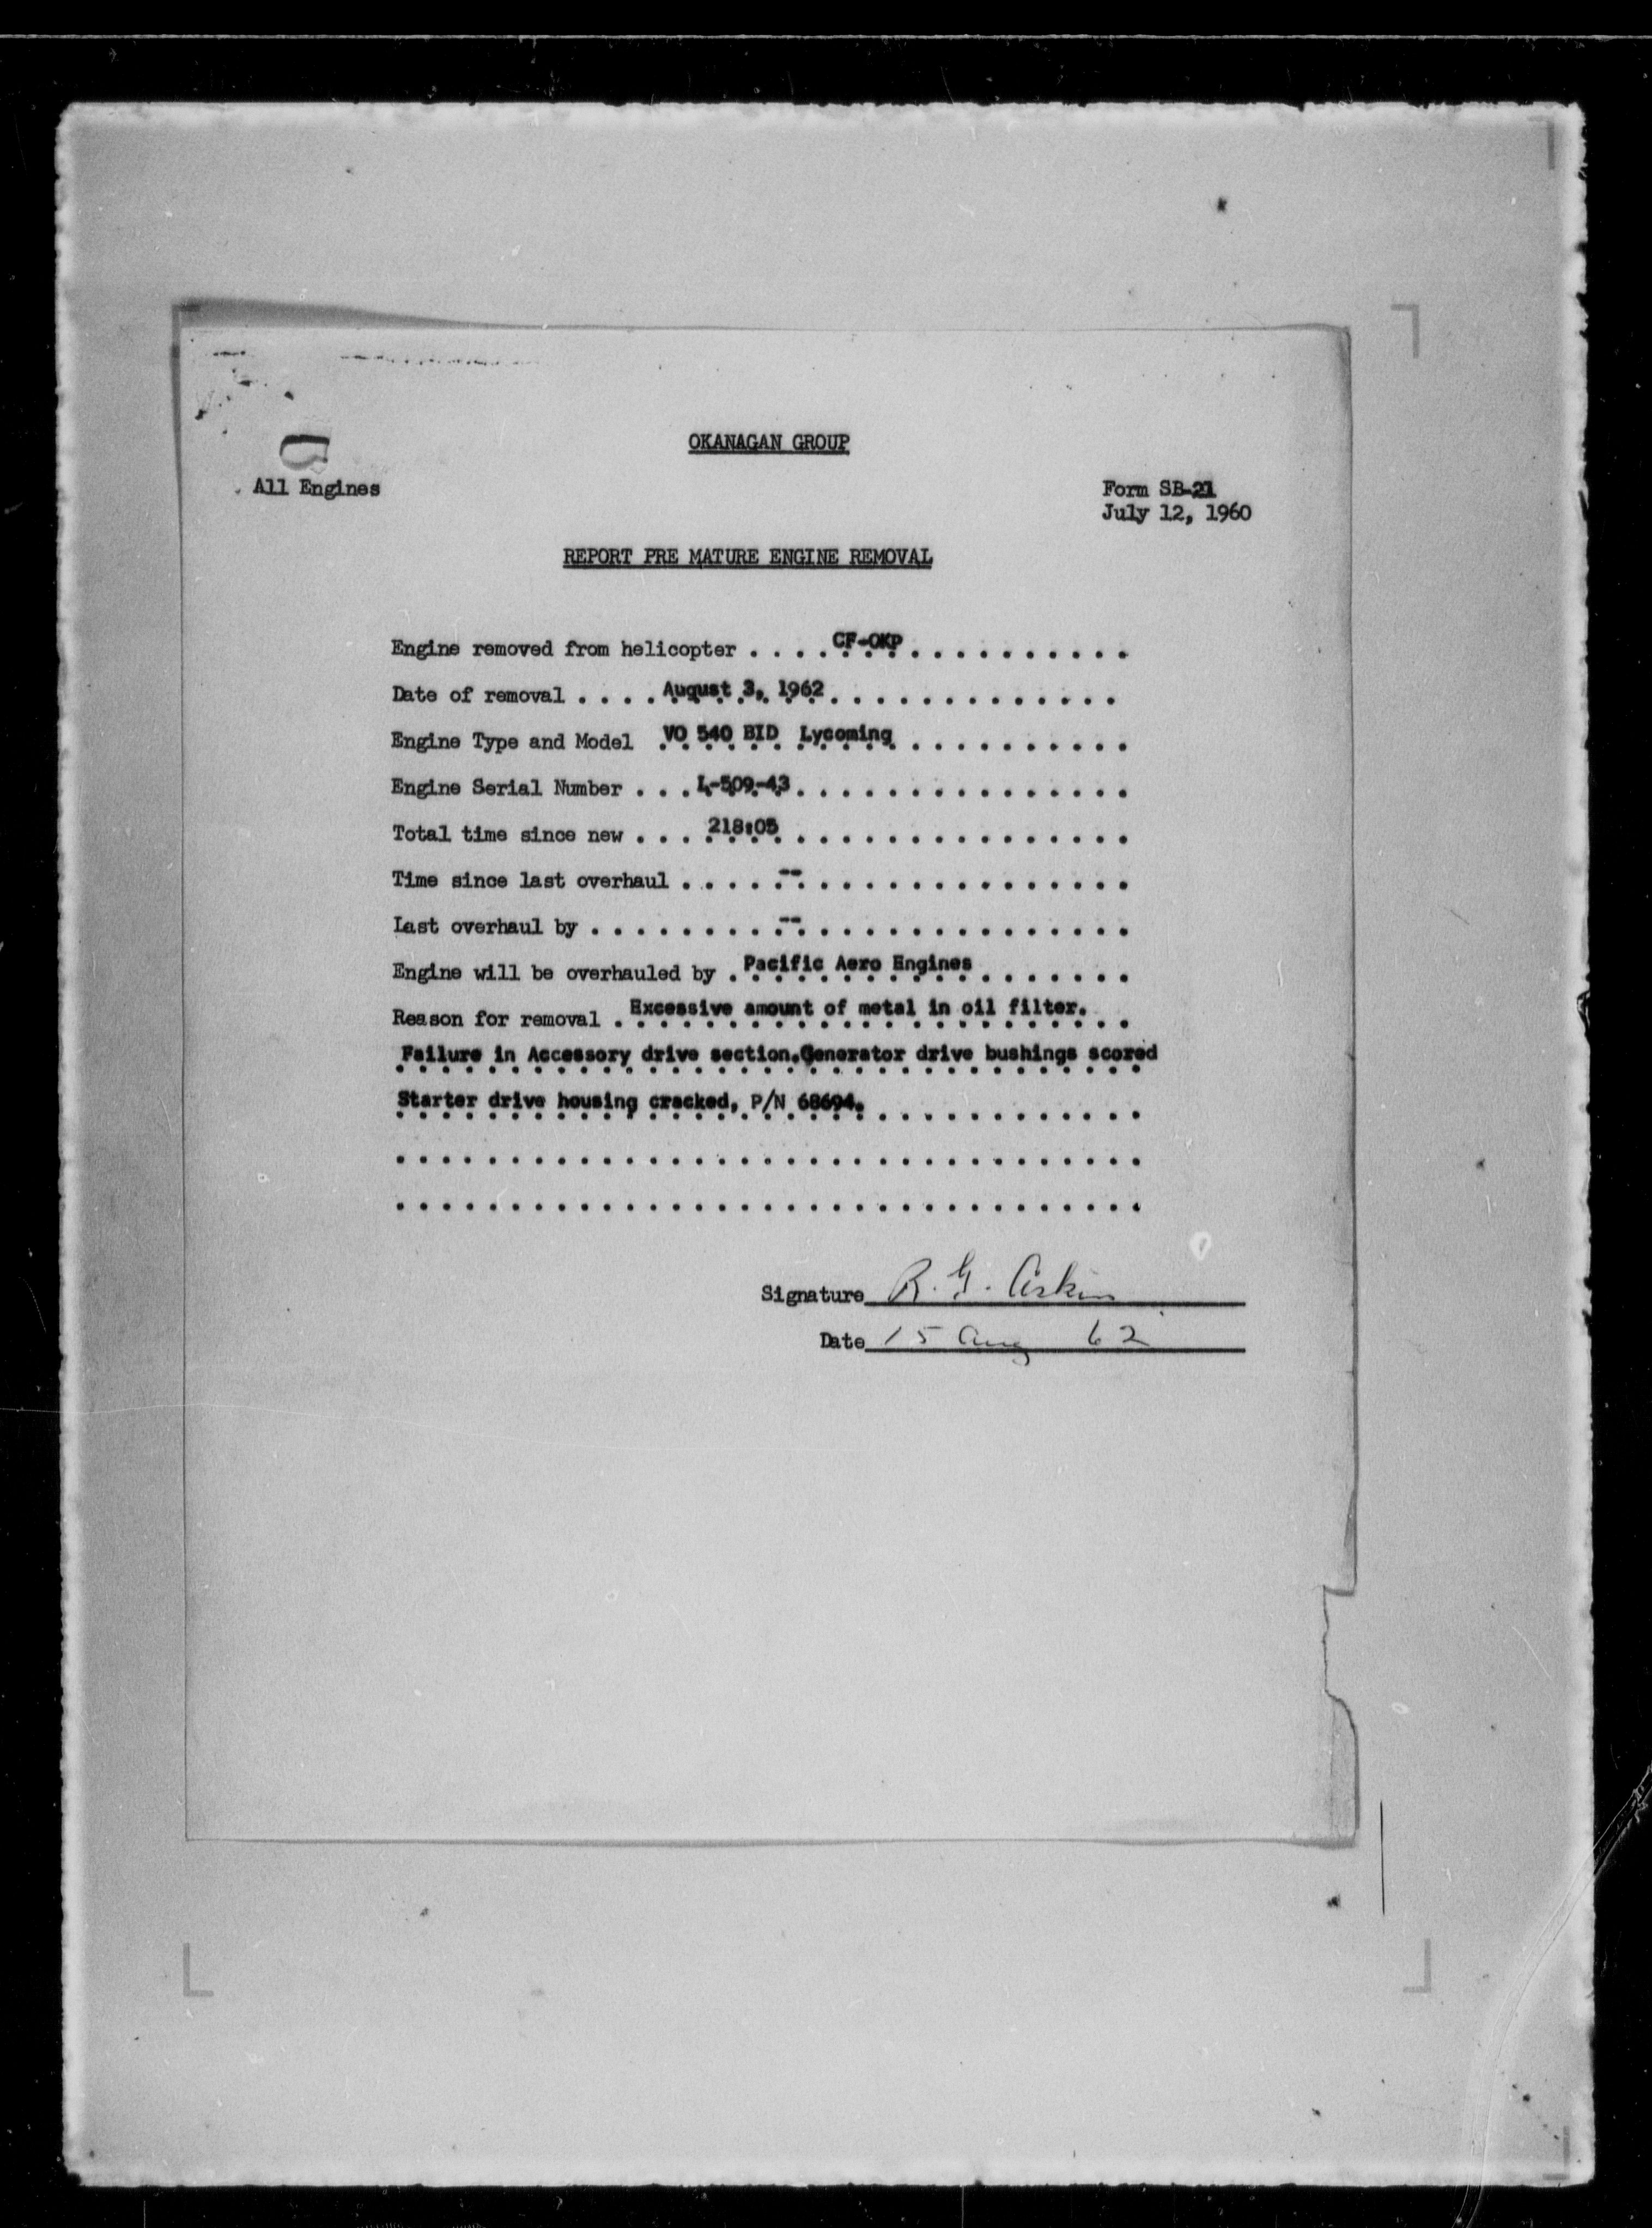 OKANAGAN GROUP
All Engines
Form SB-21
July 12, 1960
REPORT PRE MATURE ENGINE REMOVAL
Engine removed from helicopter . . . . CF-OKP . . . . . . . . . .
Date of removal . . . . August 3, 1962 . . . . . . . . . . . . .
Engine Type and Model VO 540 BID Lycoming . . . . . . . . . .
Engine Serial Number . . . L-509-43 . . . . . . . . . . . . . . .
Total time since new . . . 218:05 . . . . . . . . . . . . . . .
Time since last overhaul . . . . -- . . . . . . . . . . . . . . .
Last overhaul by . . . . . . . . -- . . . . . . . . . . . . . . .
Engine will be overhauled by . Pacific Aero Engines . . . . . . .
Reason for removal . Excessive amount of metal in oil filter.
Failure in Accessory drive section.Generator drive bushings scored
Starter drive housing cracked, P/N 68694. . . . . . . . . . . . .
Signature R. G. Askin
Date 15 Aug 62